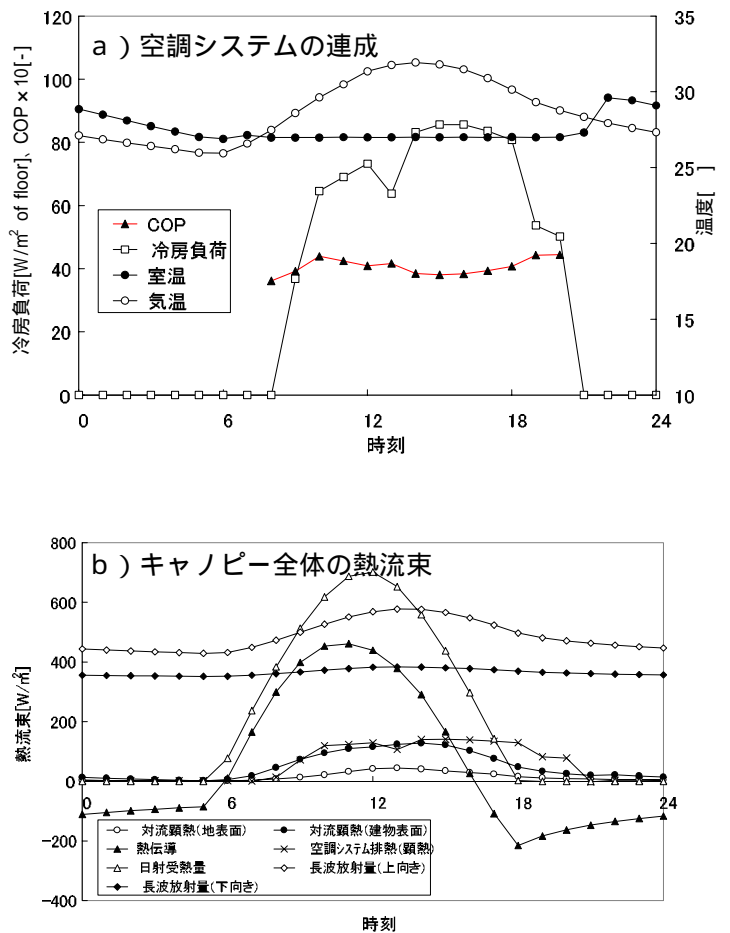 a）空調システムの連成
120
100
80
60
40
20
0
35
30
25
20
15
10
冷房負荷[W/m² of floor]、COP×10[-]
温度[ ]
COP
冷房負荷
室温
気温
0 6 12 18 24
時刻
b）キャノピー全体の熱流束
800
600
400
200
0
-200
-400
熱流束[W/㎡]
0 6 12 18 24
対流顕熱(地表面) 対流顕熱(建物表面)
熱伝導 空調システム排熱(顕熱)
日射受熱量 長波放射量(上向き)
長波放射量(下向き)
時刻